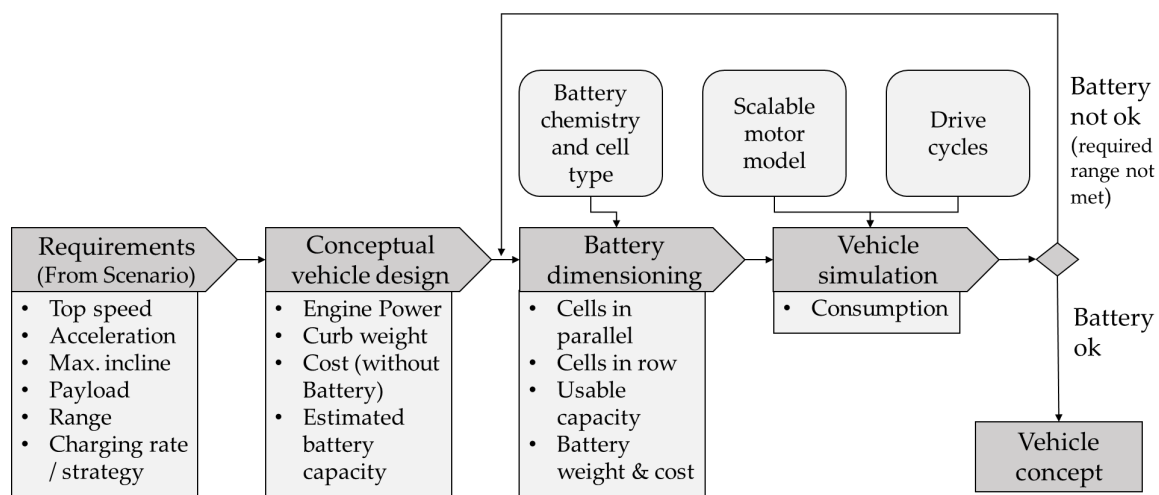 Battery
chemistry
and cell
type
Scalable
motor
model
Drive
cycles
Battery
not ok
(required
range not
met)
Requirements
(From Scenario)
• Top speed
• Acceleration
• Max. incline
• Payload
• Range
• Charging rate
/ strategy
Conceptual
vehicle design
• Engine Power
• Curb weight
• Cost (without
Battery)
• Estimated
battery
capacity
Battery
dimensioning
• Cells in
parallel
• Cells in row
• Usable
capacity
• Battery
weight & cost
Vehicle
simulation
• Consumption
Battery
ok
Vehicle
concept